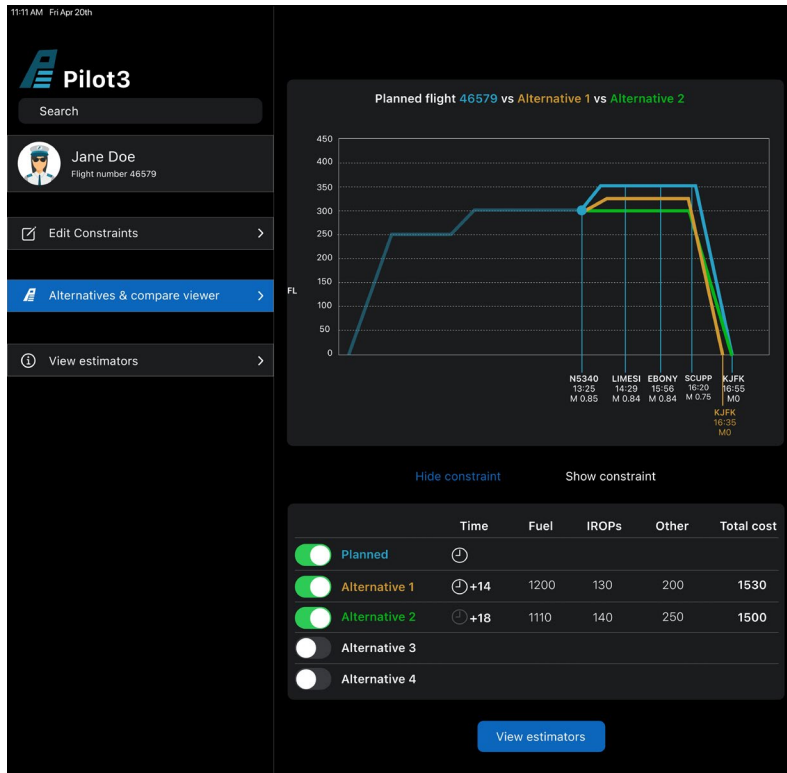 11:11 AM Fri Apr 20th
Pilot3
Search
Jane Doe
Flight number 46579
Edit Constraints
Alternatives & compare viewer
View estimators
Planned flight 46579 vs Alternative 1 vs Alternative 2
450
400
350
300
250
200
150
100
50
0
FL
N5340 LIMESI EBONY SCUPP KJFK
13:25 14:29 15:56 16:20 16:55
M 0.85 M 0.84 M 0.84 M 0.75 M0
KJFK
16:35
M0
Hide constraint Show constraint
Time Fuel IROPs Other Total cost
Planned
Alternative 1 +14 1200 130 200 1530
Alternative 2 +18 1110 140 250 1500
Alternative 3
Alternative 4
View estimators